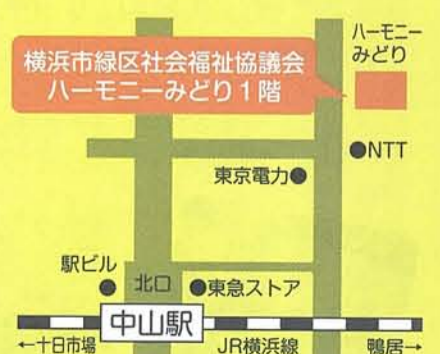 ハーモニー
みどり
横浜市緑区社会福祉協議会
ハーモニーみどり1階
●NTT
東京電力●
駅ビル
●
北口
●東急ストア
中山駅
←十日市場
JR横浜線
鴨居→